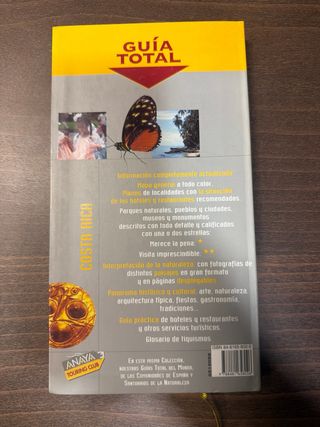 GUÍA
TOTAL
COSTA RICA
Información completamente actualizada
Mapa general a todo color.
Planos de localidades con la situación
de los hoteles y restaurantes recomendados.
Parques naturales, pueblos y ciudades,
museos y monumentos
descritos con todo detalle y calificados
con una o dos estrellas.
Merece la pena: *
Visita imprescindible: **
Interpretación de la naturaleza: con fotografías de
distintos paisajes en gran formato
y en páginas desplegables.
Panorama histórico y cultural: arte, naturaleza,
arquitectura típica, fiestas, gastronomía,
tradiciones...
Guía práctica de hoteles y restaurantes
y otros servicios turísticos.
Glosario de tiquismos.
ANAYA
TOURING CLUB
En esta misma Colección,
nuestras Guías Total del Mundo,
de las Comunidades de España y
Santuarios de la Naturaleza